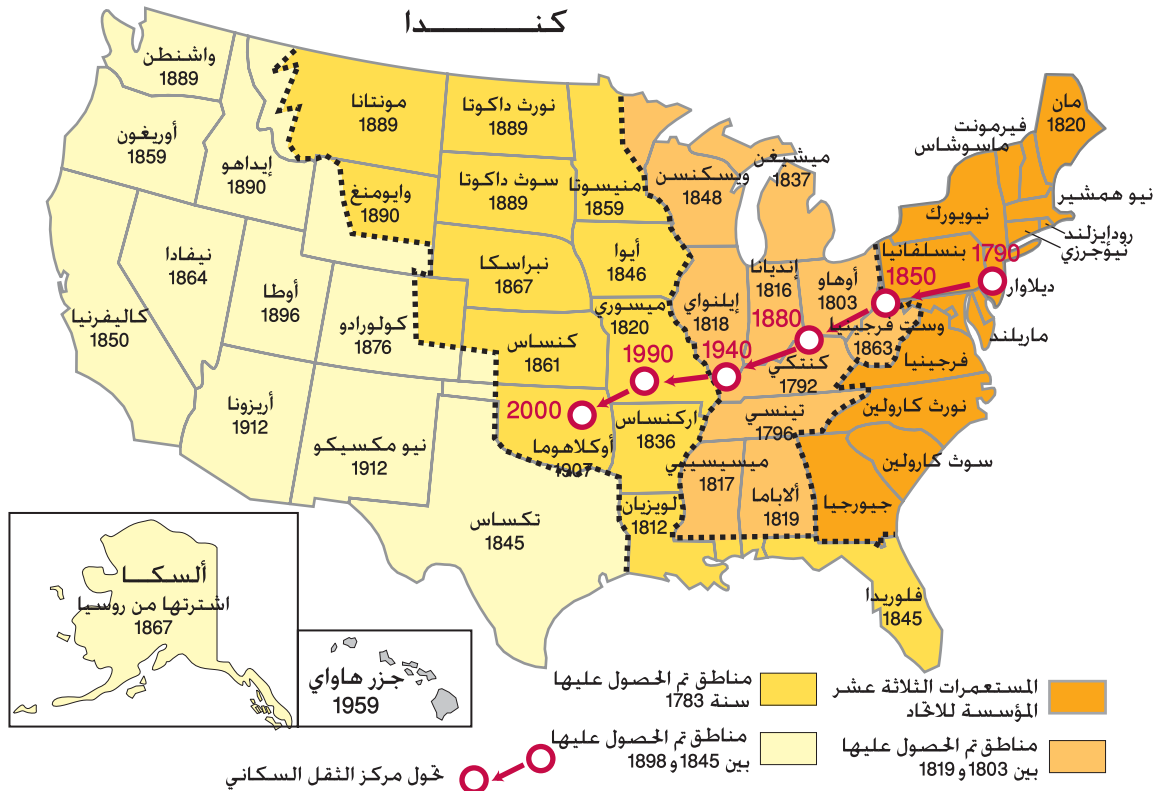 كنـــــدا
واشنطن
1889
أوريغون
1859
إيداهو
1890
مونتانا
1889
نورث داكوتا
1889
سوث داكوتا
1889
منيسوتا
1859
وايومنغ
1890
ويسكنسن
1848
ميشيغن
1837
مان
1820
فيرمونت
ماسوشاس
نيو همشير
نيويورك
رودإيزلند
نيوجرزي
بنسلفانيا
1790
ديلاوار
ماريلند
1850
نيفادا
1864
أوطا
1896
كاليفرنيا
1850
كولورادو
1876
نبراسكا
1867
أيوا
1846
إيلنواي
1818
إنديانا
1816
أوهاو
1803
1880
وست فرجينيا
1863
فرجينيا
كنساس
1861
ميسوري
1820
1990
1940
كنتكي
1792
نورث كارولين
سوث كارولين
تينسي
1796
أريزونا
1912
نيو مكسيكو
1912
2000
أوكلاهوما
1907
اركنساس
1836
ميسيسيبي
1817
ألاباما
1819
جيورجيا
لويزيان
1812
تكساس
1845
فلوريدا
1845
ألسكـــا
اشترتها من روسيا
1867
جزر هاواي
1959
المستعمرات الثلاثة عشر
المؤسسة للاتحاد
مناطق تم الحصول عليها
سنة 1783
مناطق تم الحصول عليها
بين 1803 و 1819
مناطق تم الحصول عليها
بين 1845 و 1898
تحول مركز الثقل السكاني